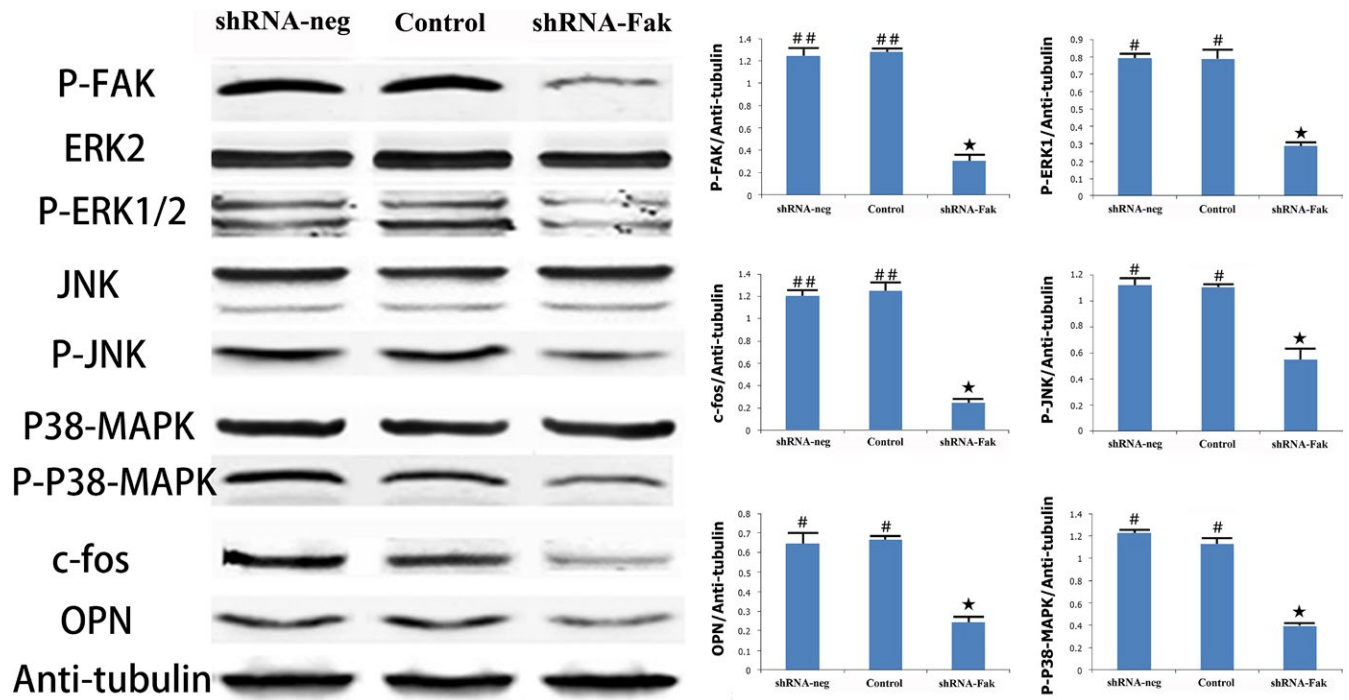 shRNA-neg Control shRNA-Fak
P-FAK
ERK2
P-ERK1/2
JNK
P-JNK
P38-MAPK
P-P38-MAPK
c-fos
OPN
Anti-tubulin
P-FAK/Anti-tubulin
1.4
1.2
1
0.8
0.6
0.4
0.2
0
## ## ★
shRNA-neg Control shRNA-Fak
P-ERK1/Anti-tubulin
0.9
0.8
0.7
0.6
0.5
0.4
0.3
0.2
0.1
0
# # ★
shRNA-neg Control shRNA-Fak
c-fos/Anti-tubulin
1.4
1.2
1
0.8
0.6
0.4
0.2
0
## ## ★
shRNA-neg Control shRNA-Fak
P-JNK/Anti-tubulin
1.2
1
0.8
0.6
0.4
0.2
0
# # ★
shRNA-neg Control shRNA-Fak
OPN/Anti-tubulin
0.8
0.7
0.6
0.5
0.4
0.3
0.2
0.1
0
# # ★
shRNA-neg Control shRNA-Fak
P-P38-MAPK/Anti-tubulin
1.4
1.2
1
0.8
0.6
0.4
0.2
0
# # ★
shRNA-neg Control shRNA-Fak